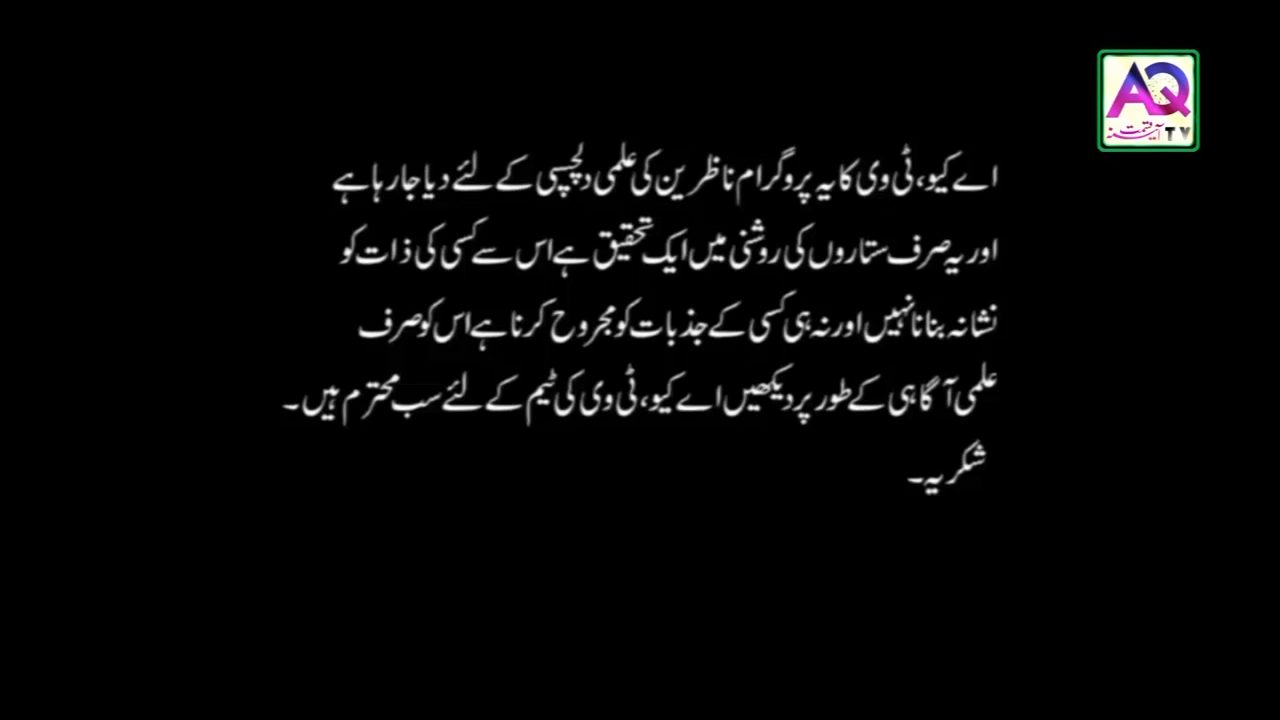 AQ
آئینہ قسمت TV
اے کیو، ٹی وی کا یہ پروگرام ناظرین کی علمی دلچسپی کے لئے دیا جا رہا ہے
اور یہ صرف ستاروں کی روشنی میں ایک تحقیق ہے اس سے کسی کی ذات کو
نشانہ بنانا نہیں اور نہ ہی کسی کے جذبات کو مجروح کرنا ہے اس کو صرف
علمی آگاہی کے طور پر دیکھیں اے کیو، ٹی وی کی ٹیم کے لئے سب محترم ہیں ۔
شکریہ ۔